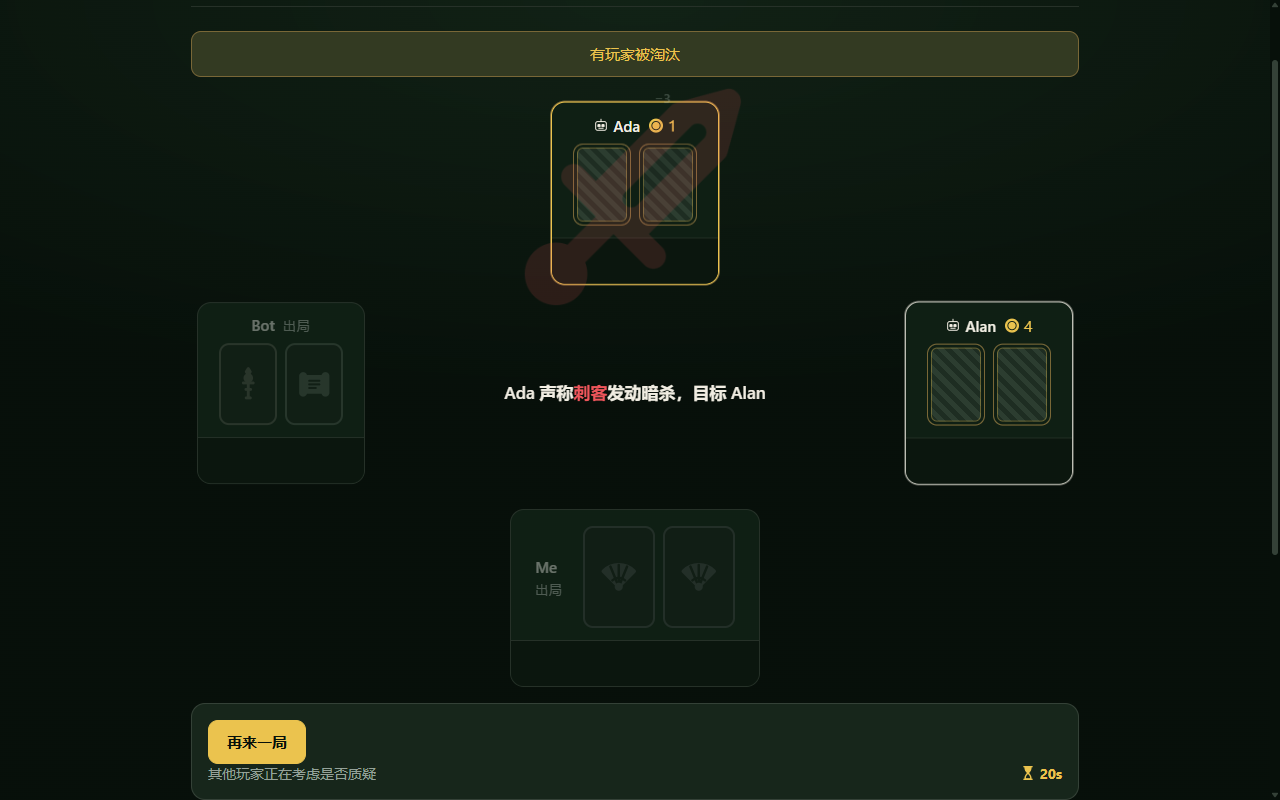 有玩家被淘汰
−3
Ada 1
Bot 出局
Alan 4
Ada 声称刺客发动暗杀，目标 Alan
Me
出局
再来一局
其他玩家正在考虑是否质疑
20s